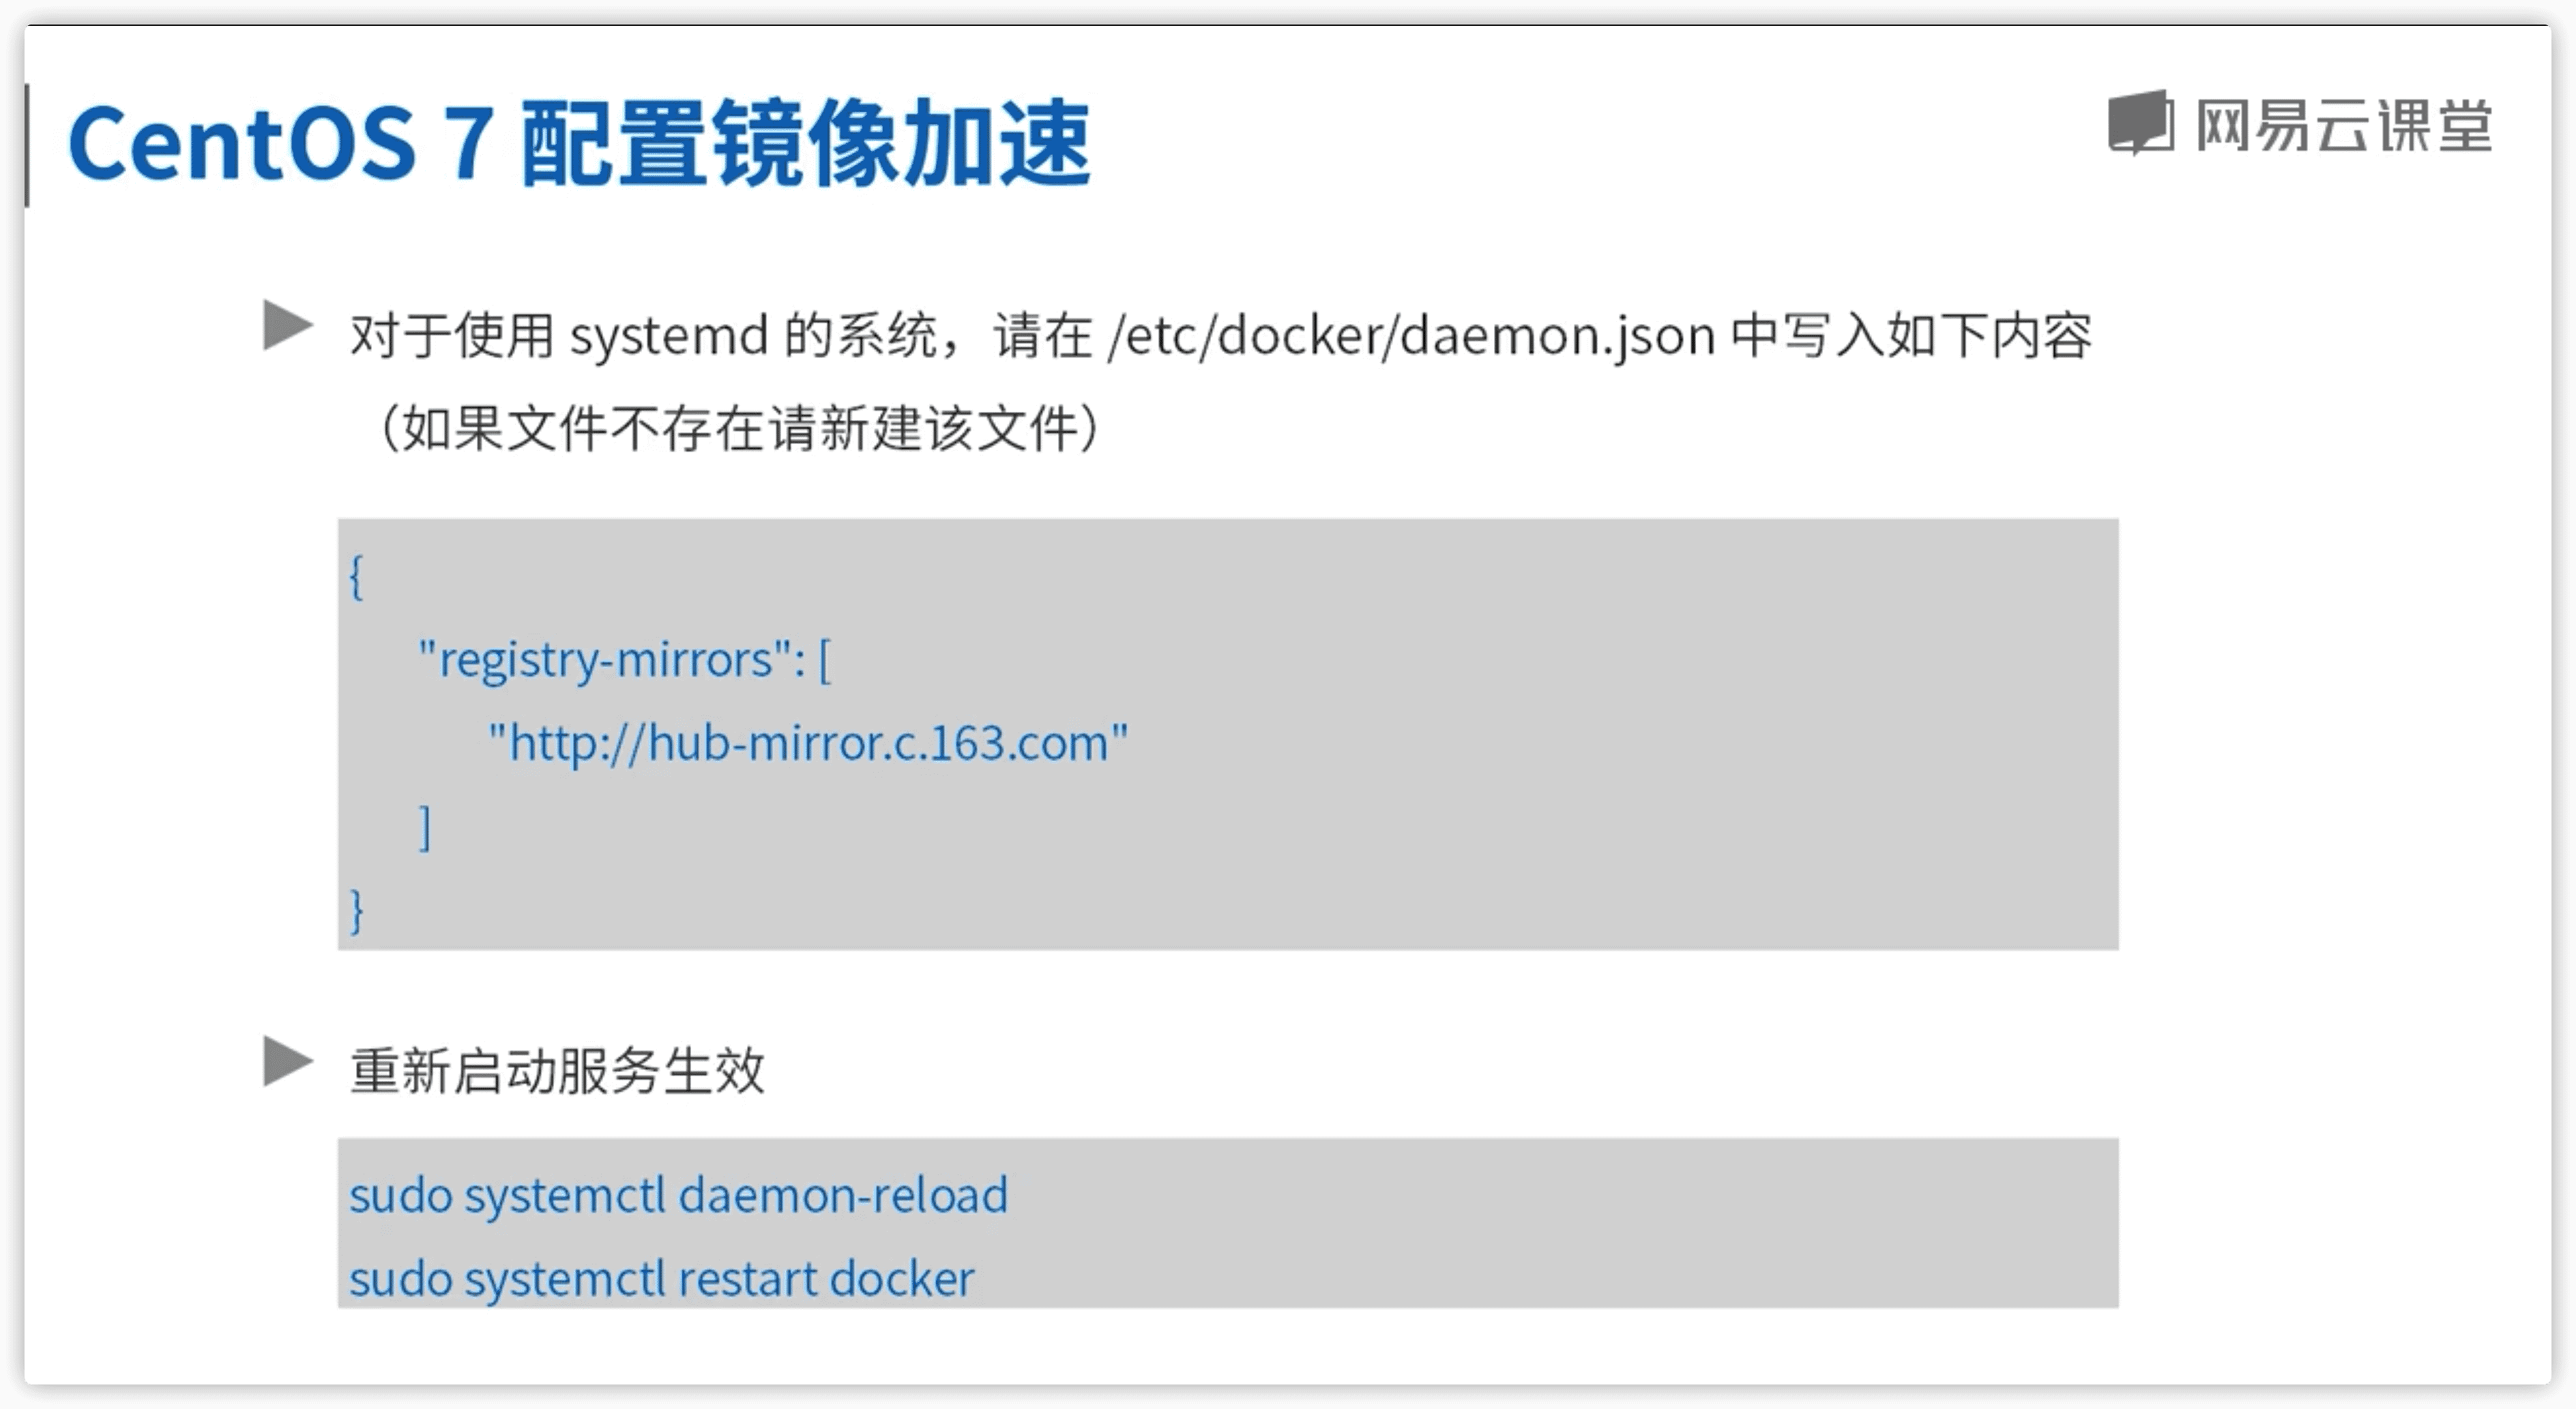 CentOS 7 配置镜像加速
网易云课堂
对于使用 systemd 的系统，请在 /etc/docker/daemon.json 中写入如下内容
（如果文件不存在请新建该文件）
{
"registry-mirrors": [
"http://hub-mirror.c.163.com"
]
}
重新启动服务生效
sudo systemctl daemon-reload
sudo systemctl restart docker